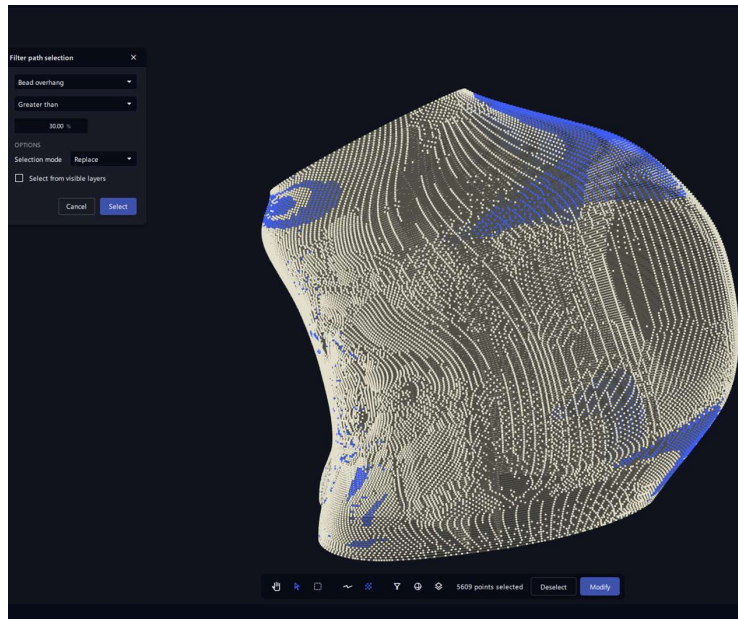 Filter path selection
Bead overhang
Greater than
30.00 %
OPTIONS
Selection mode Replace
Select from visible layers
Cancel Select
5609 points selected Deselect Modify